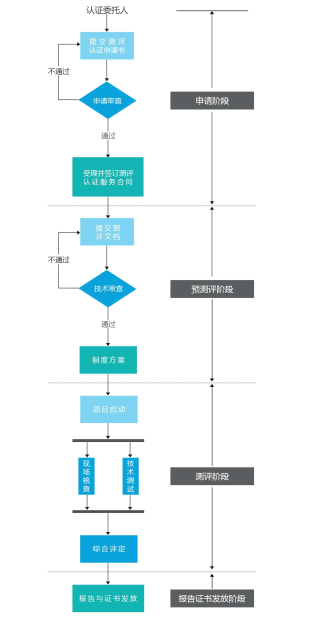 认证委托人
提交测评
认证申请书
不通过
申请审查
申请阶段
通过
受理并签订测评
认证服务合同
提交测
评文档
不通过
技术审查
预测评阶段
通过
制度方案
项目启动
现场核查
技术测试
测评阶段
综合评定
报告与证书发放
报告证书发放阶段